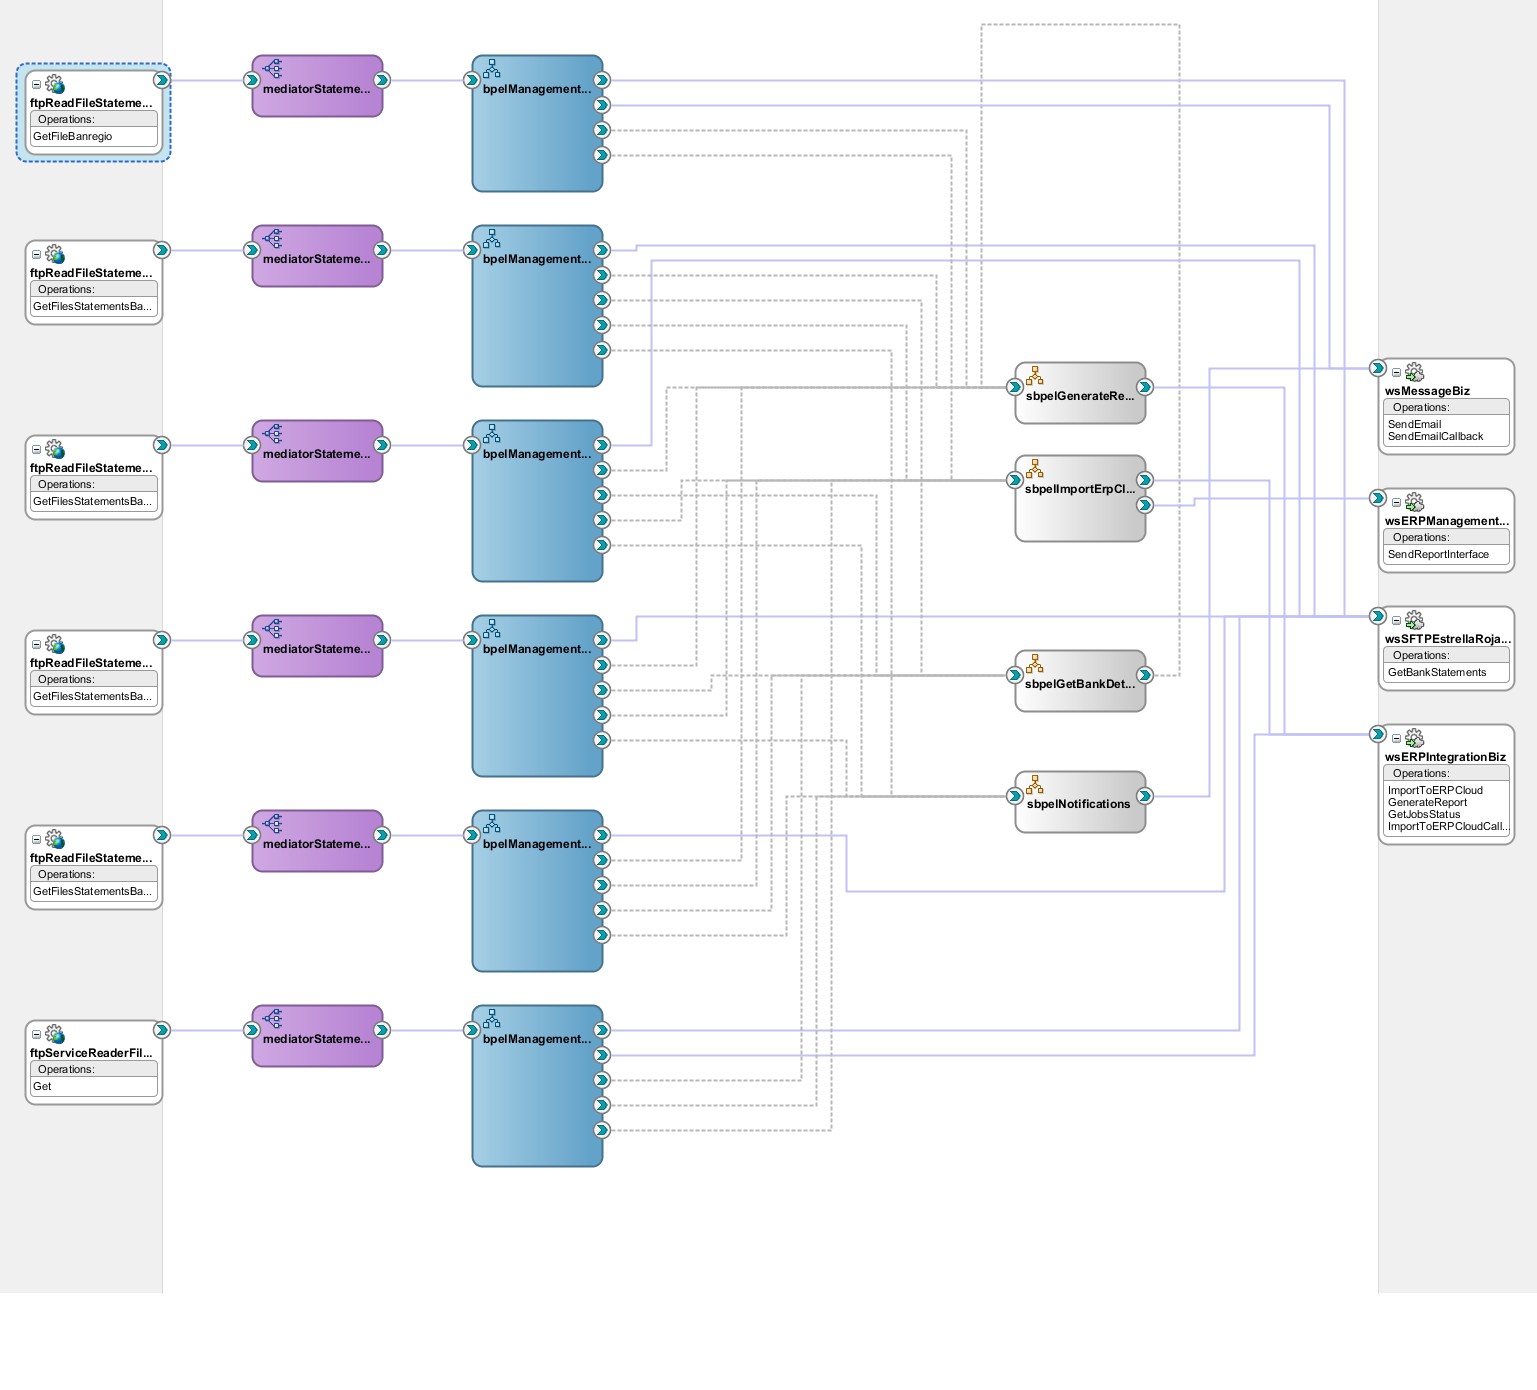 ftpReadFileStateme...
Operations:
GetFileBanregio
mediatorStateme...
bpelManagement...
ftpReadFileStateme...
Operations:
GetFilesStatementsBa...
mediatorStateme...
bpelManagement...
ftpReadFileStateme...
Operations:
GetFilesStatementsBa...
mediatorStateme...
bpelManagement...
ftpReadFileStateme...
Operations:
GetFilesStatementsBa...
mediatorStateme...
bpelManagement...
ftpReadFileStateme...
Operations:
GetFilesStatementsBa...
mediatorStateme...
bpelManagement...
ftpServiceReaderFil...
Operations:
Get
mediatorStateme...
bpelManagement...
sbpelGenerateRe...
sbpelImportErpCl...
sbpelGetBankDet...
sbpelNotifications
wsMessageBiz
Operations:
SendEmail
SendEmailCallback
wsERPManagement...
Operations:
SendReportInterface
wsSFTPEstrellaRoja...
Operations:
GetBankStatements
wsERPIntegrationBiz
Operations:
ImportToERPCloud
GenerateReport
GetJobsStatus
ImportToERPCloudCall...